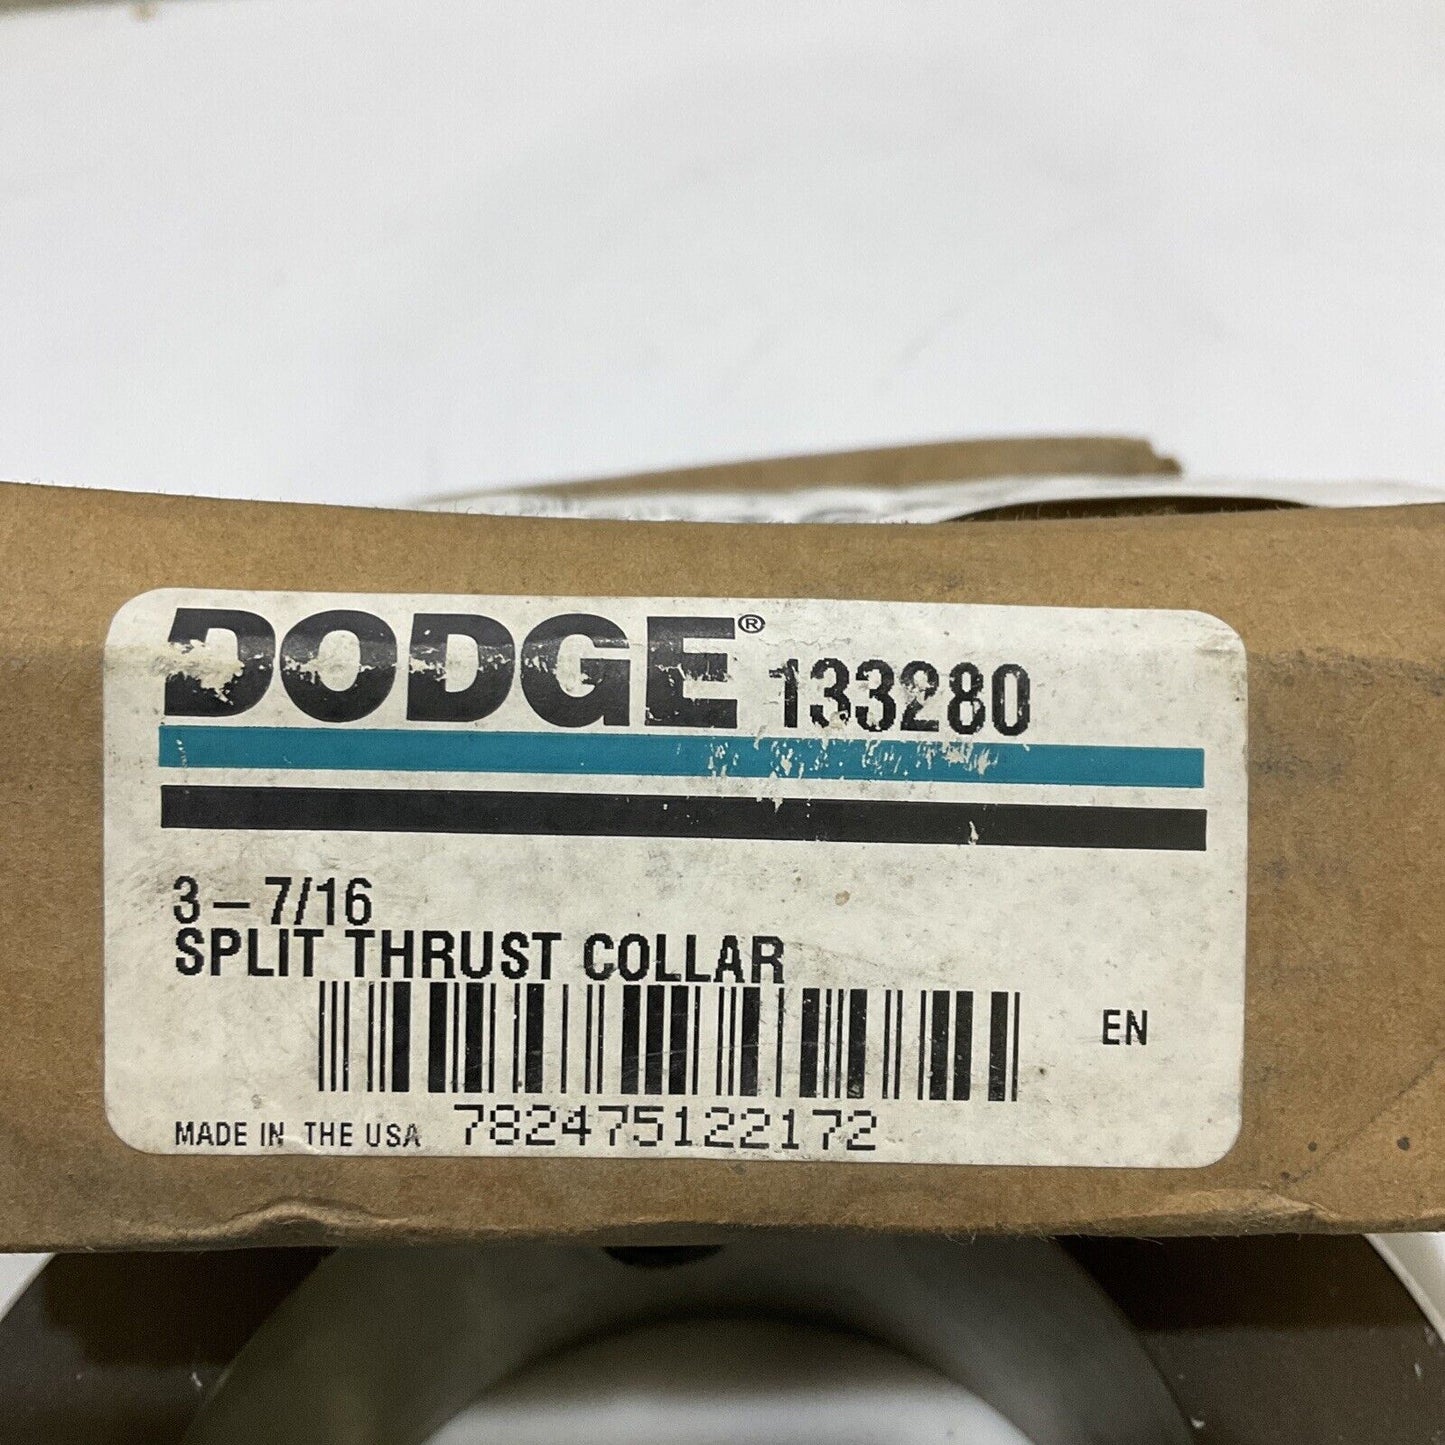 DODGE® 133280
3-7/16
SPLIT THRUST COLLAR
EN
MADE IN THE USA 782475122172